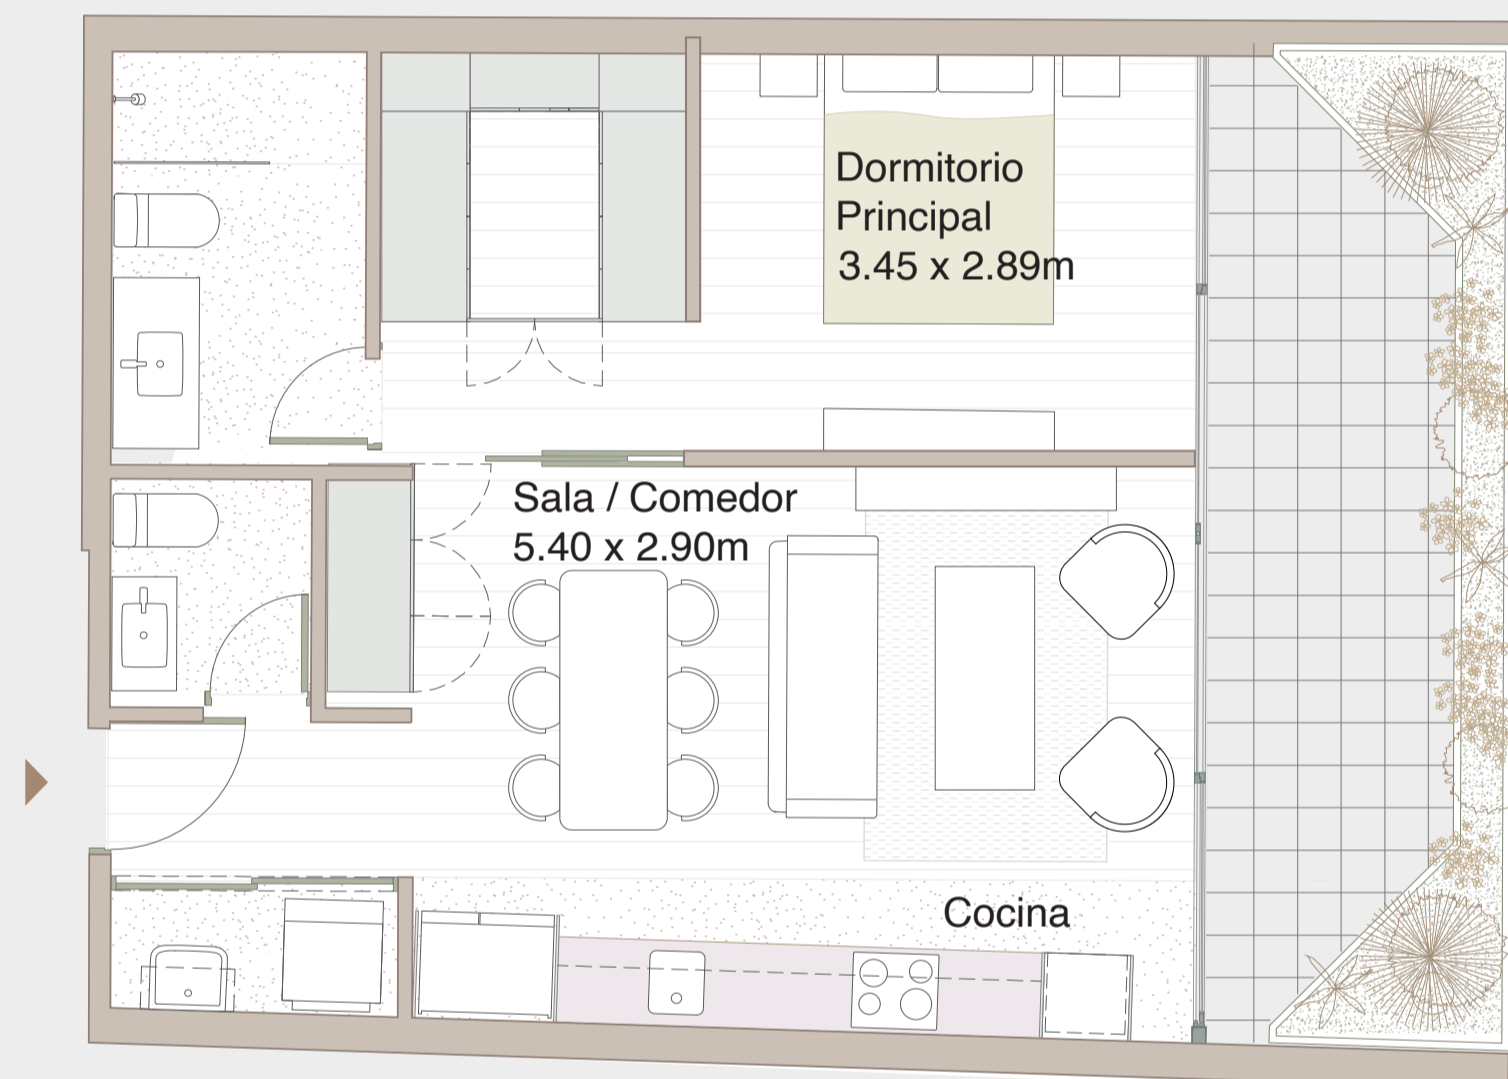 Dormitorio
Principal
3.45 x 2.89m
Sala / Comedor
5.40 x 2.90m
Cocina